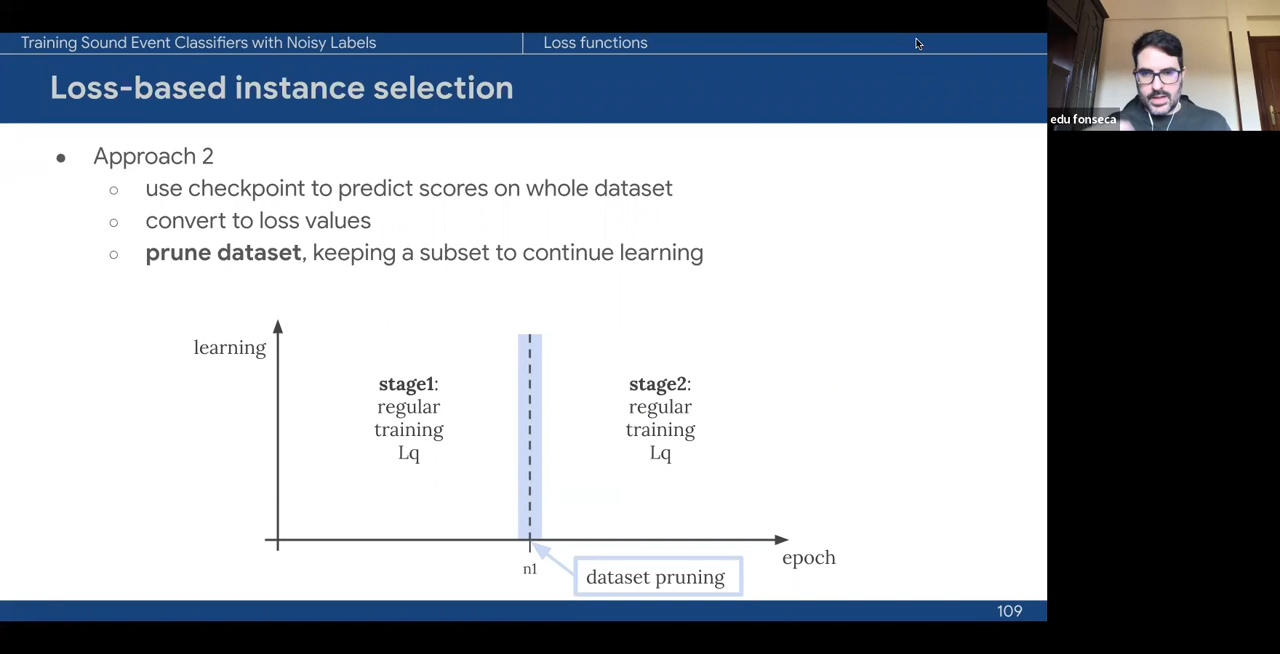 Training Sound Event Classifiers with Noisy Labels
Loss functions
Loss-based instance selection
edu fonseca
● Approach 2
○ use checkpoint to predict scores on whole dataset
○ convert to loss values
○ prune dataset, keeping a subset to continue learning
learning
stage1:
regular
training
Lq
stage2:
regular
training
Lq
epoch
n1
dataset pruning
109